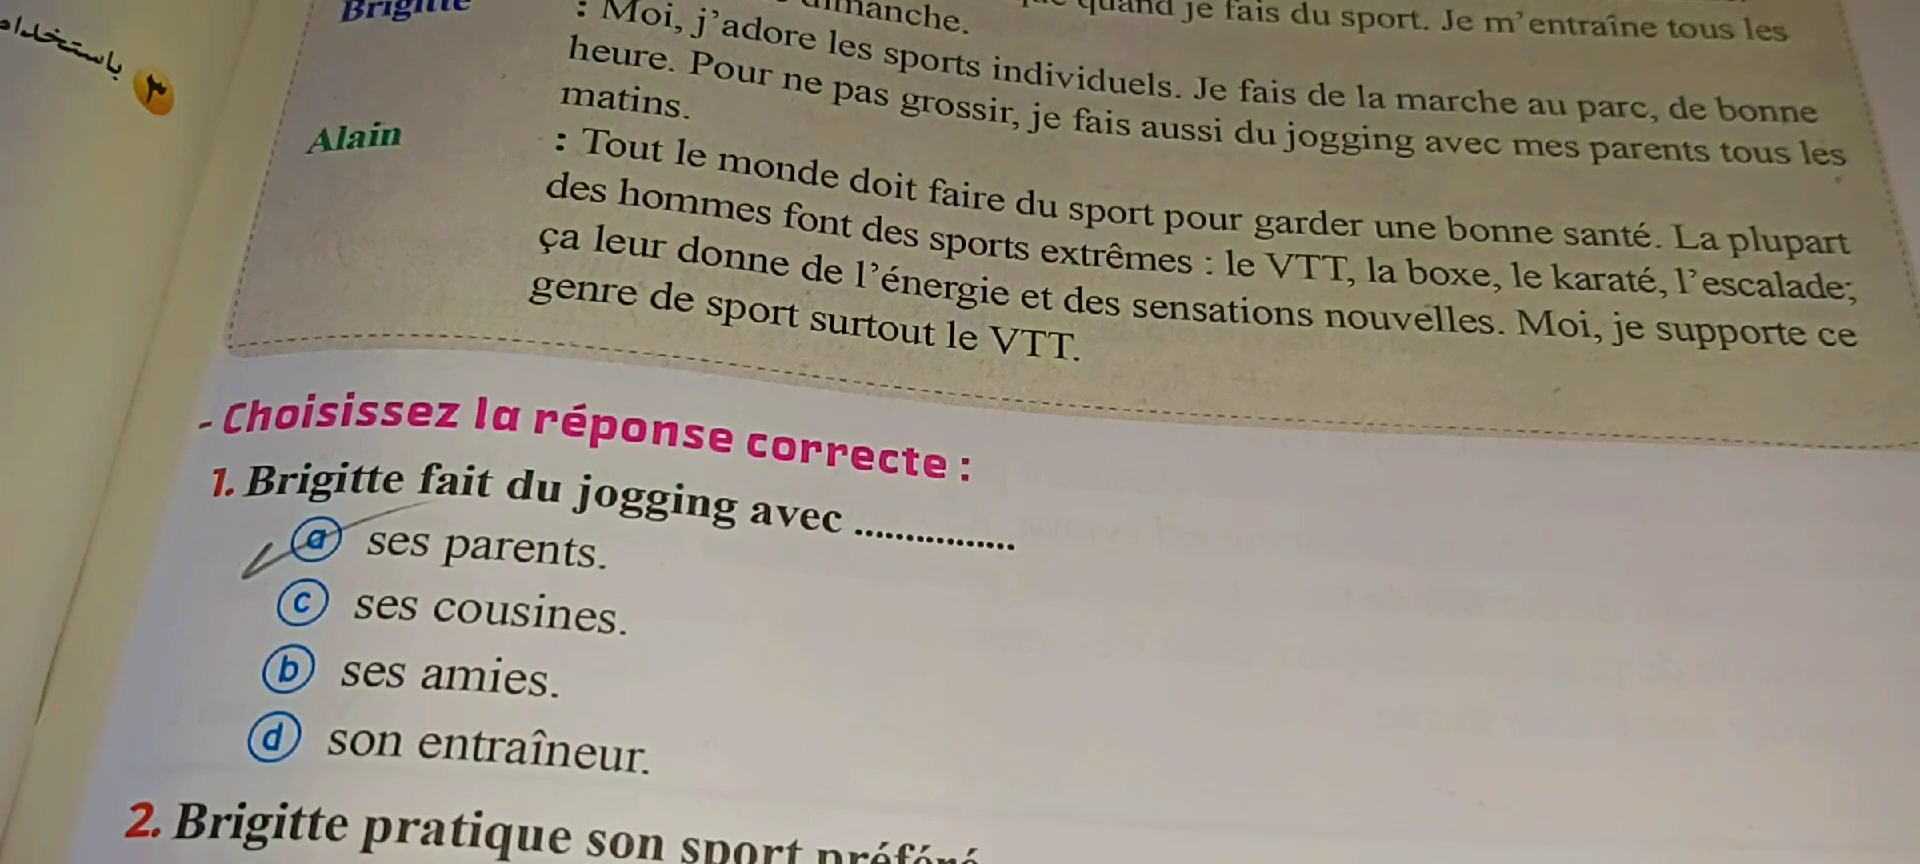 quand je fais du sport. Je m'entraîne tous les
dimanche.
Brigitte : Moi, j'adore les sports individuels. Je fais de la marche au parc, de bonne
heure. Pour ne pas grossir, je fais aussi du jogging avec mes parents tous les
matins.
Alain : Tout le monde doit faire du sport pour garder une bonne santé. La plupart
des hommes font des sports extrêmes : le VTT, la boxe, le karaté, l'escalade;
ça leur donne de l'énergie et des sensations nouvelles. Moi, je supporte ce
genre de sport surtout le VTT.
- Choisissez la réponse correcte :
1. Brigitte fait du jogging avec ...............
a ses parents.
c ses cousines.
b ses amies.
d son entraîneur.
2. Brigitte pratique son sport préféré
٣
باستخدام